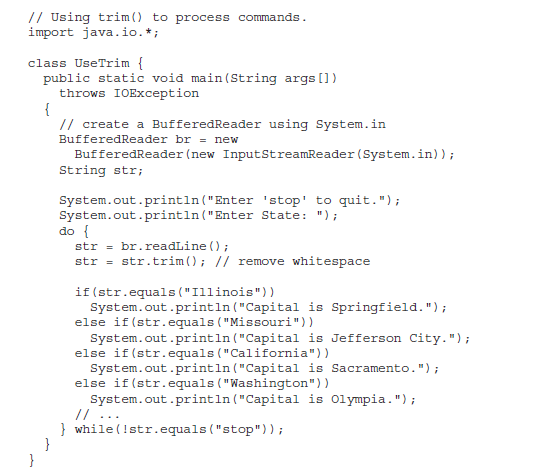 // Using trim() to process commands.
import java.io.*;
class UseTrim {
public static void main(String args[])
throws IOException
{
// create a BufferedReader using System.in
BufferedReader br = new
BufferedReader(new InputStreamReader(System.in));
String str;
System.out.println("Enter 'stop' to quit.");
System.out.println("Enter State: ");
do {
str = br.readLine();
str = str.trim(); // remove whitespace
if(str.equals("Illinois"))
System.out.println("Capital is Springfield.");
else if(str.equals("Missouri"))
System.out.println("Capital is Jefferson City.");
else if(str.equals("California"))
System.out.println("Capital is Sacramento.");
else if(str.equals("Washington"))
System.out.println("Capital is Olympia.");
// ...
} while(!str.equals("stop"));
}
}